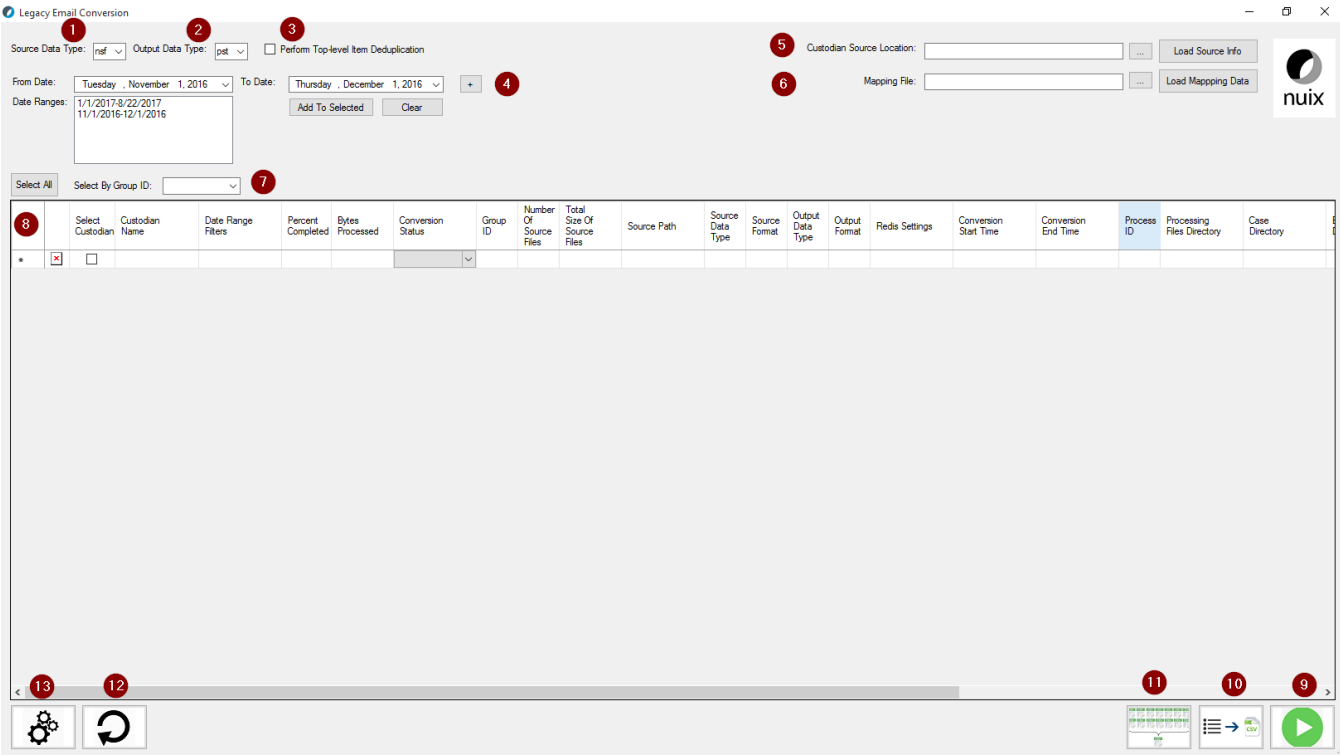 Legacy Email Conversion
1 2 3
Source Data Type: nsf Output Data Type: pst Perform Top-level Item Deduplication 5 Custodian Source Location: ... Load Source Info
From Date: Tuesday , November 1, 2016 To Date: Thursday , December 1, 2016 + 4 6 Mapping File: ... Load Mappping Data
nuix
Date Ranges: 1/1/2017-8/22/2017 Add To Selected Clear
11/1/2016-12/1/2016
Select All Select By Group ID: 7
8 Select Custodian Custodian Name Date Range Filters Percent Completed Bytes Processed Conversion Status Group ID Number Of Source Files Total Size Of Source Files Source Path Source Data Type Source Format Output Data Type Output Format Redis Settings Conversion Start Time Conversion End Time Process ID Processing Files Directory Case Directory
*
13 12 11 10 9
CSV